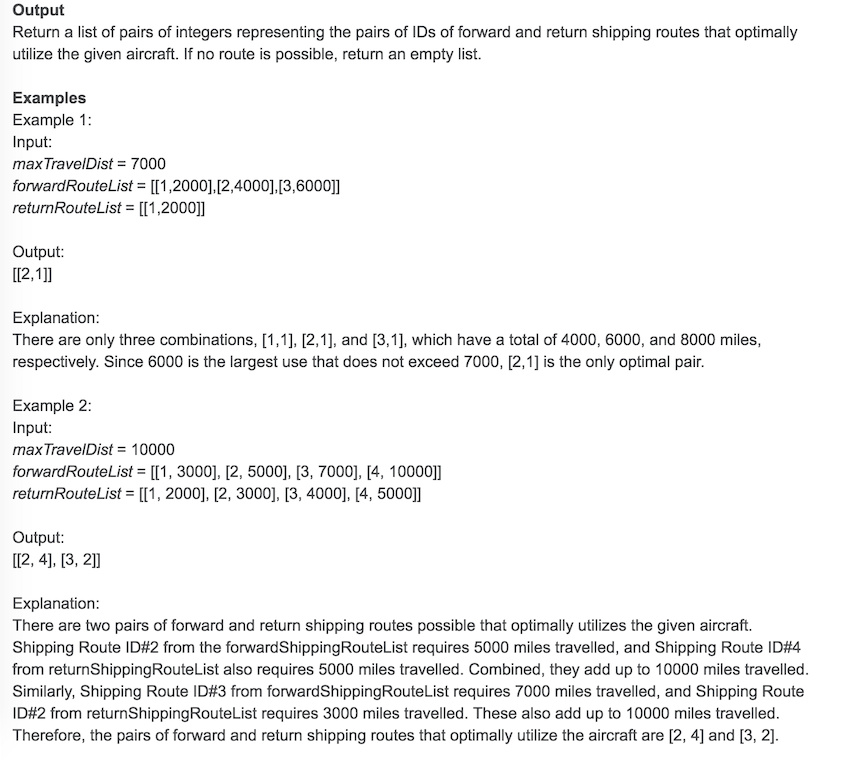 Output
Return a list of pairs of integers representing the pairs of IDs of forward and return shipping routes that optimally
utilize the given aircraft. If no route is possible, return an empty list.
Examples
Example 1:
Input:
maxTravelDist = 7000
forwardRouteList = [[1,2000],[2,4000],[3,6000]]
returnRouteList = [[1,2000]]
Output:
[[2,1]]
Explanation:
There are only three combinations, [1,1], [2,1], and [3,1], which have a total of 4000, 6000, and 8000 miles,
respectively. Since 6000 is the largest use that does not exceed 7000, [2,1] is the only optimal pair.
Example 2:
Input:
maxTravelDist = 10000
forwardRouteList = [[1, 3000], [2, 5000], [3, 7000], [4, 10000]]
returnRouteList = [[1, 2000], [2, 3000], [3, 4000], [4, 5000]]
Output:
[[2, 4], [3, 2]]
Explanation:
There are two pairs of forward and return shipping routes possible that optimally utilizes the given aircraft.
Shipping Route ID#2 from the forwardShippingRouteList requires 5000 miles travelled, and Shipping Route ID#4
from returnShippingRouteList also requires 5000 miles travelled. Combined, they add up to 10000 miles travelled.
Similarly, Shipping Route ID#3 from forwardShippingRouteList requires 7000 miles travelled, and Shipping Route
ID#2 from returnShippingRouteList requires 3000 miles travelled. These also add up to 10000 miles travelled.
Therefore, the pairs of forward and return shipping routes that optimally utilize the aircraft are [2, 4] and [3, 2].